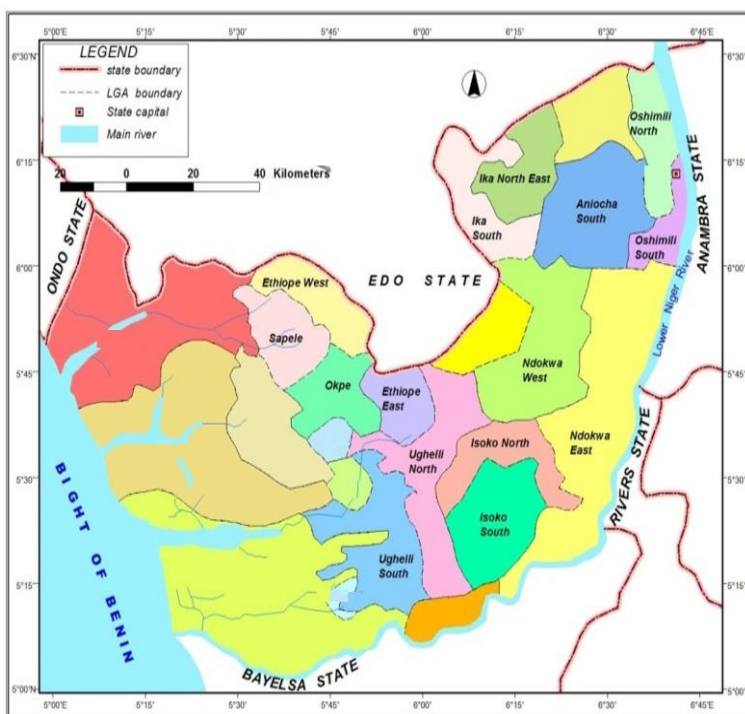 5°00'E 5°15'E 5°30'E 5°45'E 6°00'E 6°15'E 6°30'E 6°45'E
6°30'N
LEGEND
state boundary
LGA boundary
State capital
Main river
6°30'N
Oshimili
North
6°15'N
20 0 20 40 Kilometers
Ika North East
6°15'N
Ika
South
Aniocha
South
ANAMBRA STATE
ONDO STATE
Oshimili
South
6°00'N
EDO STATE
6°00'N
Ethiope West
Lower Niger River
Sapele
5°45'N
Okpe
Ethiope
East
Ndokwa
West
5°45'N
Ughelli
North
Isoko North
Ndokwa
East
5°30'N
RIVERS STATE
5°30'N
BIGHT OF BENIN
Isoko
South
Ughelli
South
5°15'N
5°15'N
BAYELSA STATE
5°00'N
5°00'N
5°00'E 5°15'E 5°30'E 5°45'E 6°00'E 6°15'E 6°30'E 6°45'E